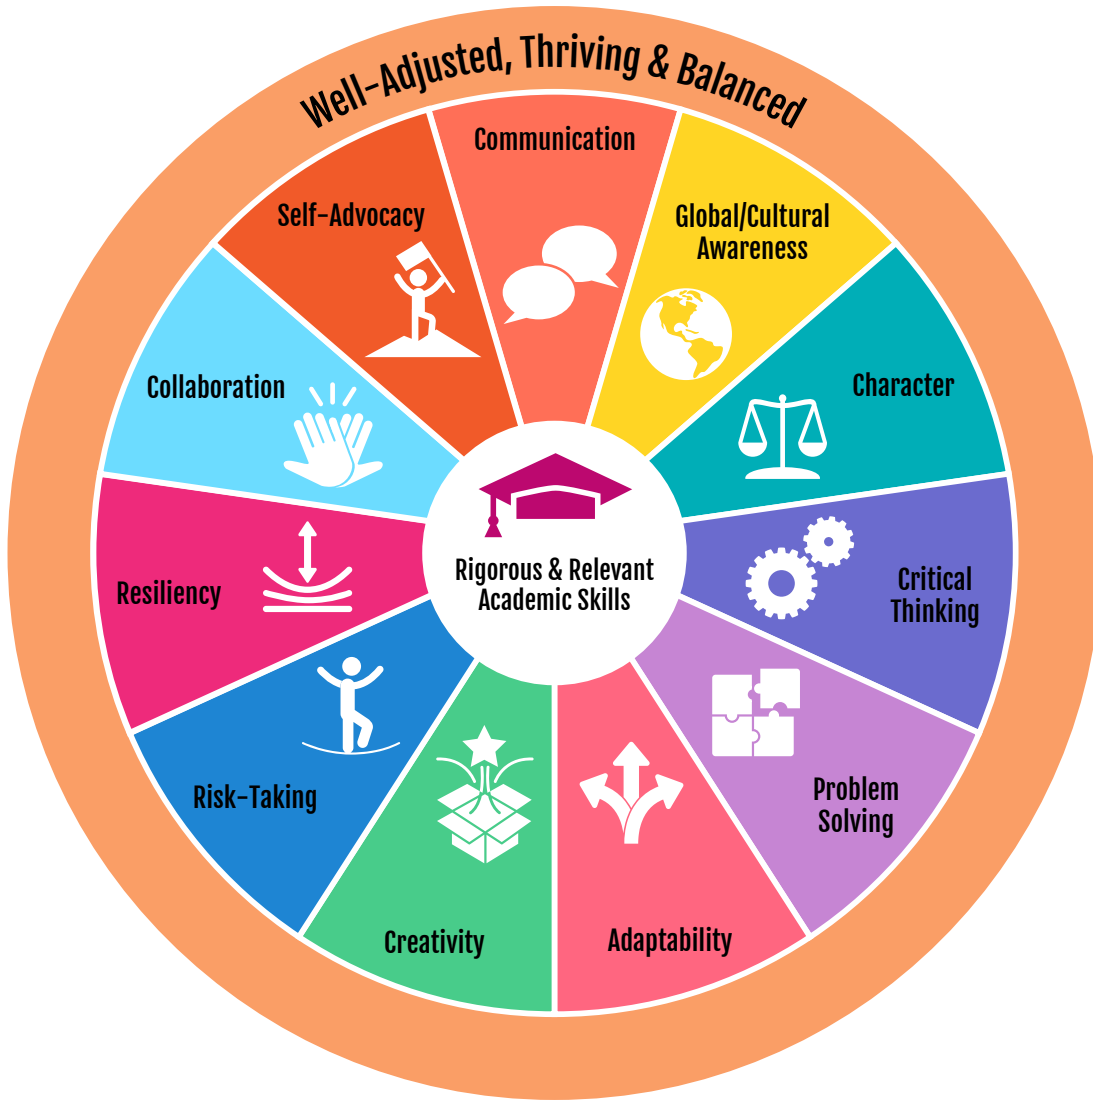 Well-Adjusted, Thriving & Balanced
Communication
Global/Cultural
Awareness
Character
Critical
Thinking
Problem
Solving
Adaptability
Creativity
Risk-Taking
Resiliency
Collaboration
Self-Advocacy
Rigorous & Relevant
Academic Skills